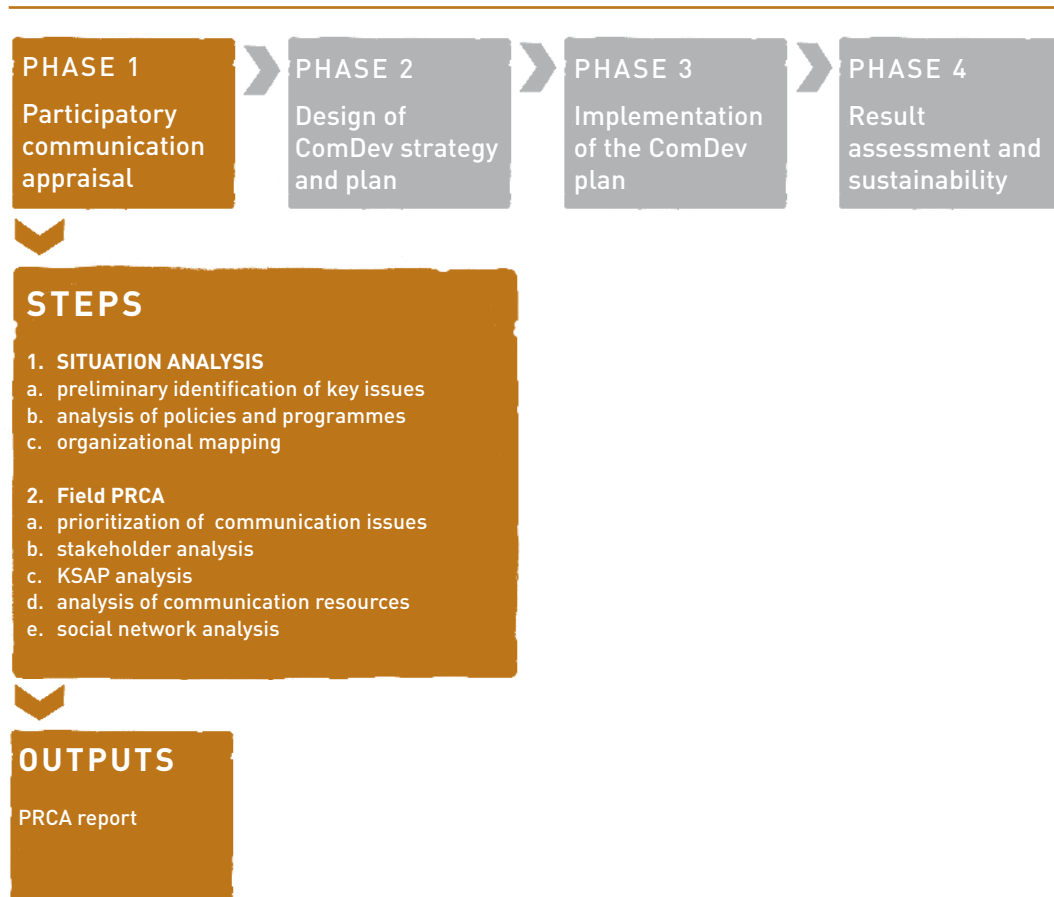 PHASE 1
Participatory
communication
appraisal
PHASE 2
Design of
ComDev strategy
and plan
PHASE 3
Implementation
of the ComDev
plan
PHASE 4
Result
assessment and
sustainability
STEPS
1. SITUATION ANALYSIS
a. preliminary identification of key issues
b. analysis of policies and programmes
c. organizational mapping
2. Field PRCA
a. prioritization of communication issues
b. stakeholder analysis
c. KSAP analysis
d. analysis of communication resources
e. social network analysis
OUTPUTS
PRCA report